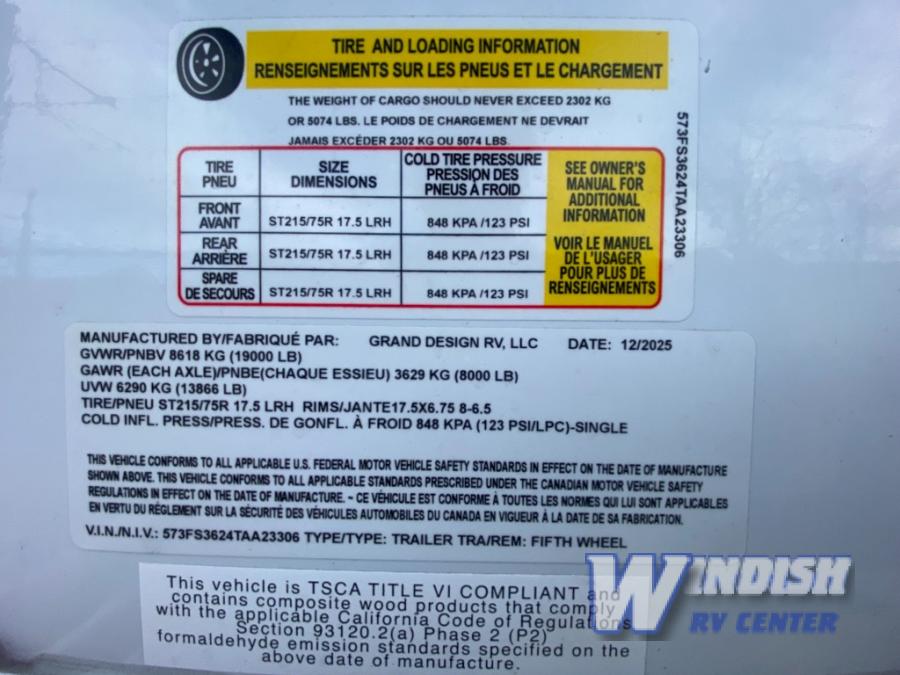 TIRE AND LOADING INFORMATION
RENSEIGNEMENTS SUR LES PNEUS ET LE CHARGEMENT
THE WEIGHT OF CARGO SHOULD NEVER EXCEED 2302 KG
OR 5074 LBS. LE POIDS DE CHARGEMENT NE DEVRAIT
JAMAIS EXCÉDER 2302 KG OU 5074 LBS.
TIRE
PNEU
SIZE
DIMENSIONS
COLD TIRE PRESSURE
PRESSION DES
PNEUS À FROID
FRONT
AVANT
ST215/75R 17.5 LRH
848 KPA /123 PSI
REAR
ARRIÈRE
ST215/75R 17.5 LRH
848 KPA /123 PSI
SPARE
DE SECOURS
ST215/75R 17.5 LRH
848 KPA /123 PSI
SEE OWNER'S
MANUAL FOR
ADDITIONAL
INFORMATION
VOIR LE MANUEL
DE L'USAGER
POUR PLUS DE
RENSEIGNEMENTS
573FS3624TAA23306
MANUFACTURED BY/FABRIQUÉ PAR: GRAND DESIGN RV, LLC DATE: 12/2025
GVWR/PNBV 8618 KG (19000 LB)
GAWR (EACH AXLE)/PNBE(CHAQUE ESSIEU) 3629 KG (8000 LB)
UVW 6290 KG (13866 LB)
TIRE/PNEU ST215/75R 17.5 LRH RIMS/JANTE17.5X6.75 8-6.5
COLD INFL. PRESS/PRESS. DE GONFL. À FROID 848 KPA (123 PSI/LPC)-SINGLE
THIS VEHICLE CONFORMS TO ALL APPLICABLE U.S. FEDERAL MOTOR VEHICLE SAFETY STANDARDS IN EFFECT ON THE DATE OF MANUFACTURE
SHOWN ABOVE. THIS VEHICLE CONFORMS TO ALL APPLICABLE STANDARDS PRESCRIBED UNDER THE CANADIAN MOTOR VEHICLE SAFETY
REGULATIONS IN EFFECT ON THE DATE OF MANUFACTURE. ~ CE VÉHICULE EST CONFORME À TOUTES LES NORMES QUI LUI SONT APPLICABLES
EN VERTU DU RÈGLEMENT SUR LA SÉCURITÉ DES VÉHICULES AUTOMOBILES DU CANADA EN VIGUEUR À LA DATE DE SA FABRICATION.
V.I.N./N.I.V.: 573FS3624TAA23306 TYPE/TYPE: TRAILER TRA/REM: FIFTH WHEEL
This vehicle is TSCA TITLE VI COMPLIANT and
contains composite wood products that comply
with the applicable California Code of Regulations
Section 93120.2(a) Phase 2 (P2)
formaldehyde emission standards specified on the
above date of manufacture.
WINDISH
RV CENTER